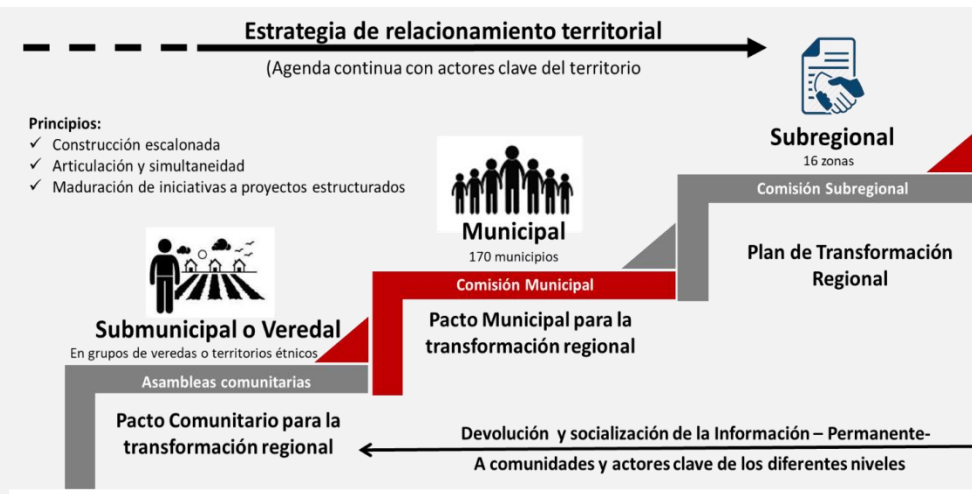 Estrategia de relacionamiento territorial
(Agenda continua con actores clave del territorio
Principios:
✓ Construcción escalonada
✓ Articulación y simultaneidad
✓ Maduración de iniciativas a proyectos estructurados
Subregional
16 zonas
Comisión Subregional
Plan de Transformación
Regional
Municipal
170 municipios
Comisión Municipal
Pacto Municipal para la
transformación regional
Submunicipal o Veredal
En grupos de veredas o territorios étnicos
Asambleas comunitarias
Pacto Comunitario para la
transformación regional
Devolución y socialización de la Información – Permanente-
A comunidades y actores clave de los diferentes niveles